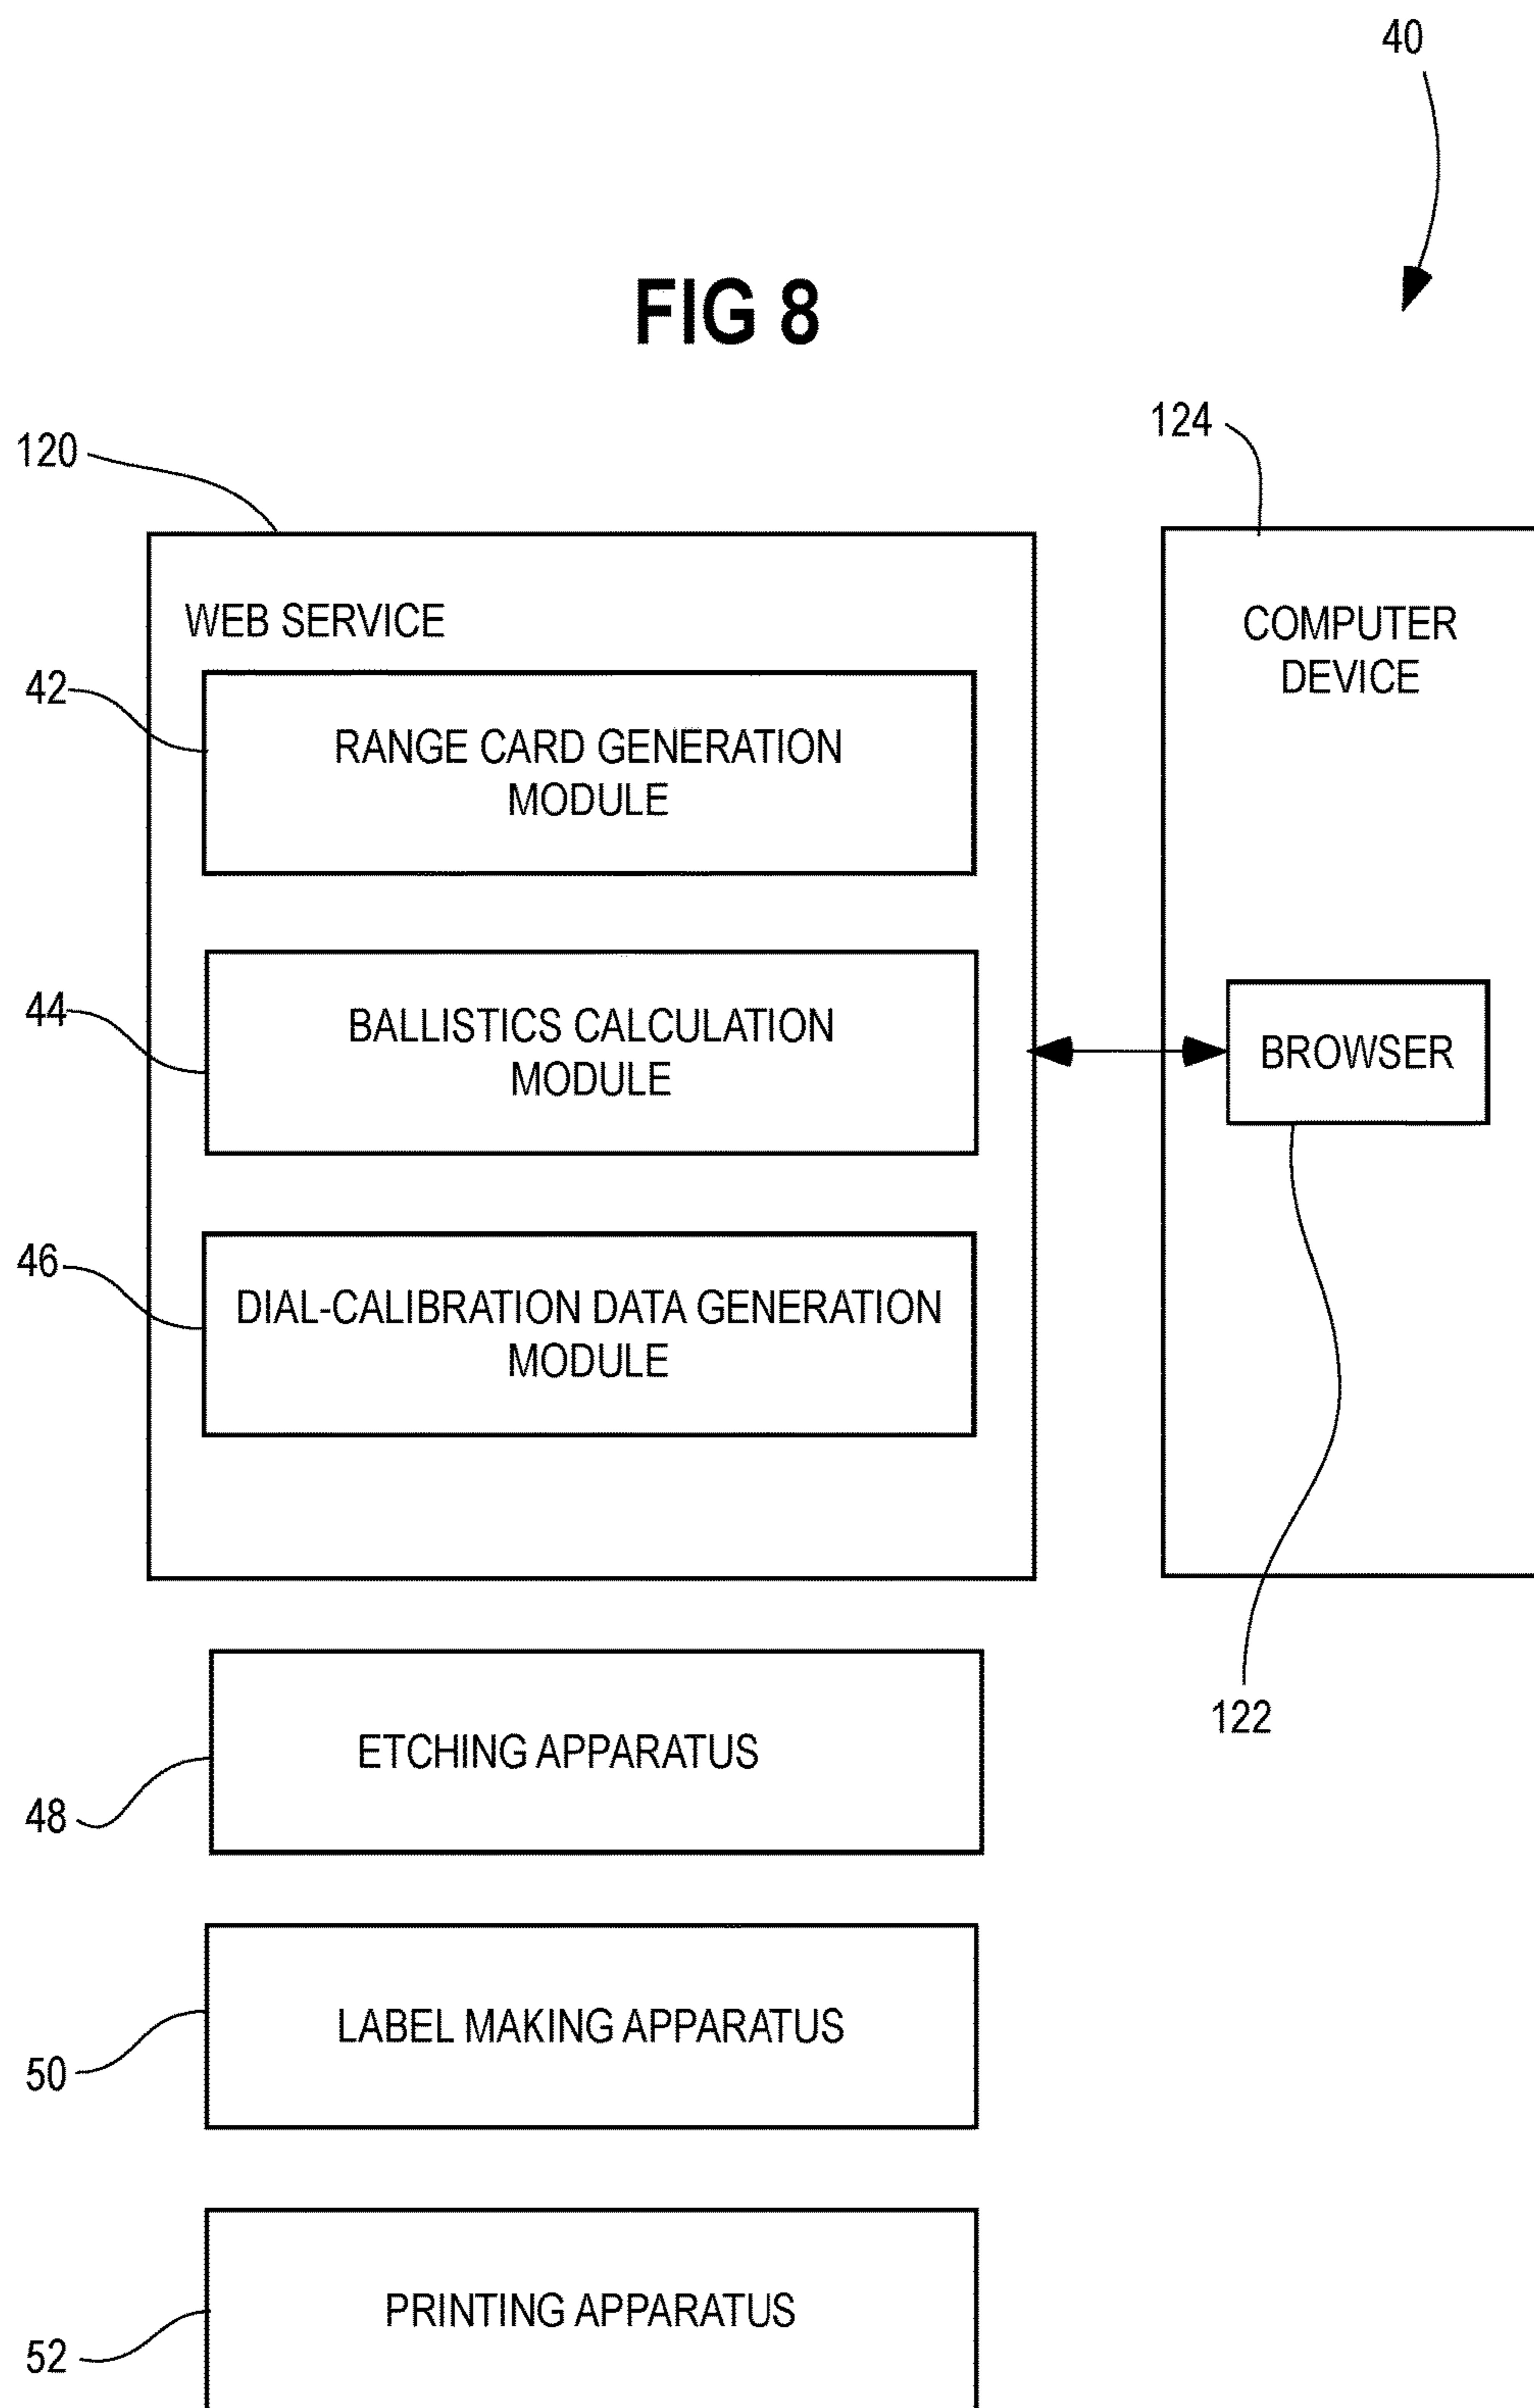 40
FIG 8
120
124
WEB SERVICE
COMPUTER
DEVICE
42
RANGE CARD GENERATION
MODULE
44
BALLISTICS CALCULATION
MODULE
BROWSER
46
DIAL-CALIBRATION DATA GENERATION
MODULE
122
ETCHING APPARATUS
48
LABEL MAKING APPARATUS
50
PRINTING APPARATUS
52